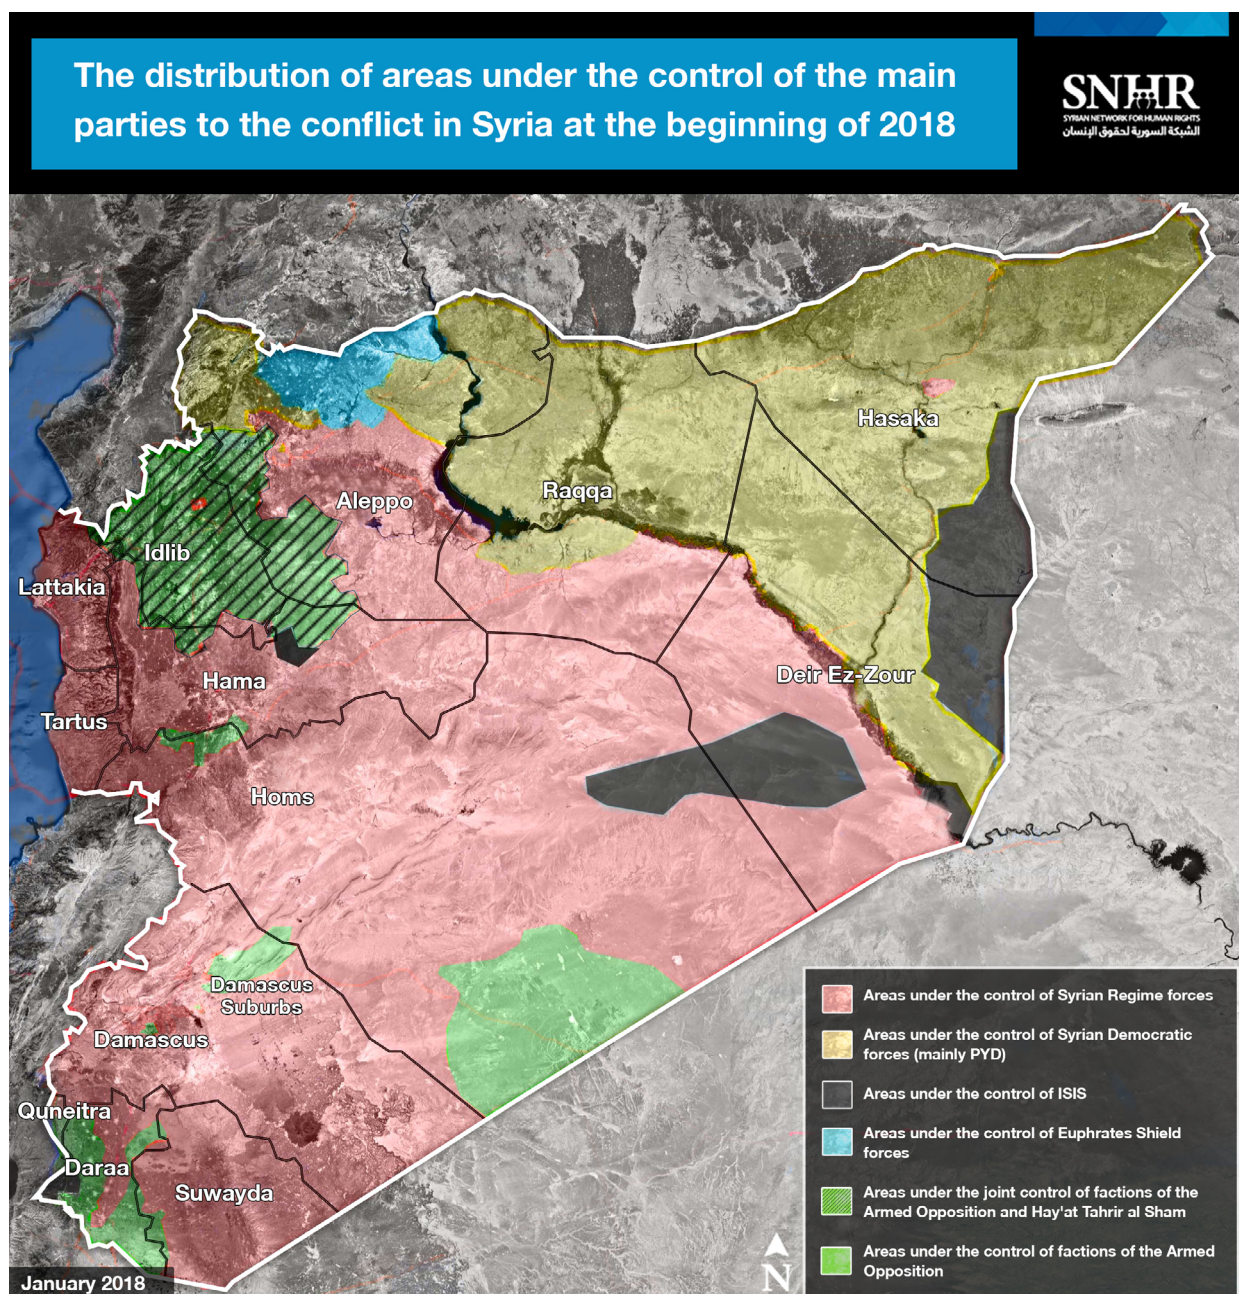 The distribution of areas under the control of the main
parties to the conflict in Syria at the beginning of 2018
SNHR
SYRIAN NETWORK FOR HUMAN RIGHTS
الشبكة السورية لحقوق الإنسان
Hasaka
Raqqa
Aleppo
Idlib
Lattakia
Deir Ez-Zour
Hama
Tartus
Homs
Damascus
Suburbs
Damascus
Quneitra
Daraa
Suwayda
Areas under the control of Syrian Regime forces
Areas under the control of Syrian Democratic
forces (mainly PYD)
Areas under the control of ISIS
Areas under the control of Euphrates Shield
forces
Areas under the joint control of factions of the
Armed Opposition and Hay'at Tahrir al Sham
Areas under the control of factions of the Armed
Opposition
N
January 2018